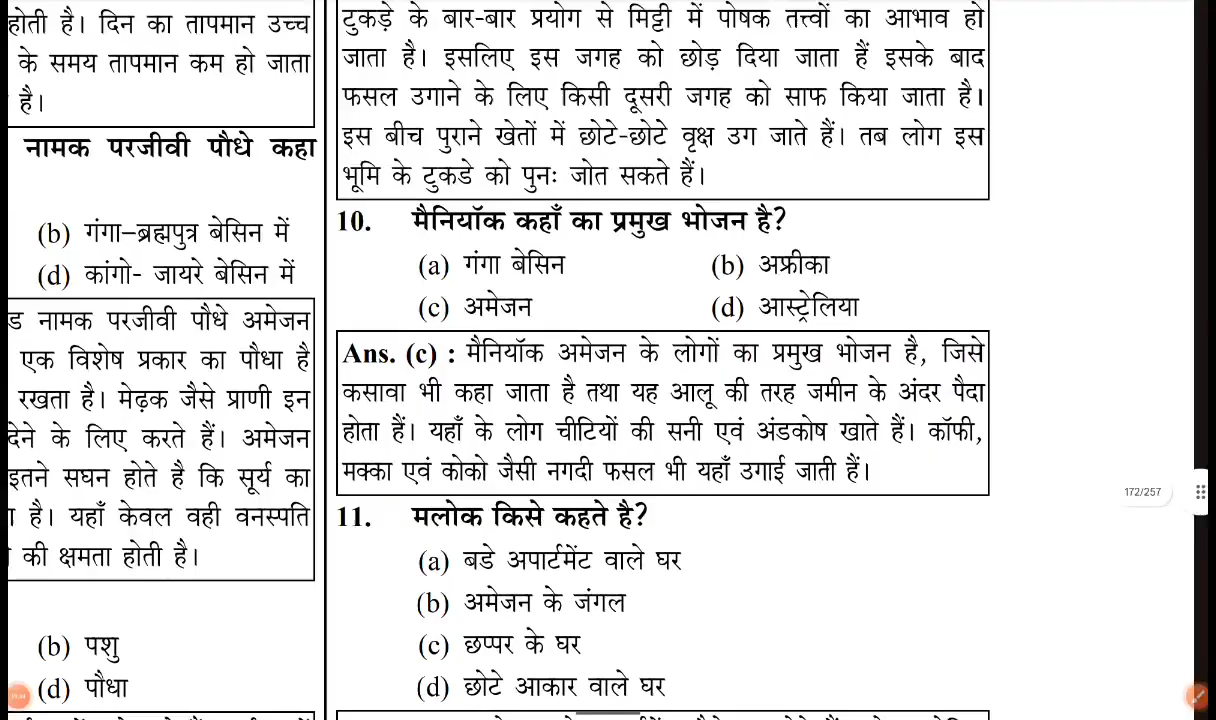 होती है। दिन का तापमान उच्च
के समय तापमान कम हो जाता
है।
नामक परजीवी पौधे कहा
(b) गंगा–ब्रह्मपुत्र बेसिन में
(d) कांगो- जायरे बेसिन में
ड नामक परजीवी पौधे अमेजन
एक विशेष प्रकार का पौधा है
रखता है। मेढ़क जैसे प्राणी इन
देने के लिए करते हैं। अमेजन
इतने सघन होते है कि सूर्य का
है। यहाँ केवल वही वनस्पति
की क्षमता होती है।
(b) पशु
(d) पौधा
टुकड़े के बार-बार प्रयोग से मिट्टी में पोषक तत्त्वों का आभाव हो
जाता है। इसलिए इस जगह को छोड़ दिया जाता हैं इसके बाद
फसल उगाने के लिए किसी दूसरी जगह को साफ किया जाता है।
इस बीच पुराने खेतों में छोटे-छोटे वृक्ष उग जाते हैं। तब लोग इस
भूमि के टुकडे को पुनः जोत सकते हैं।
10. मैनियॉक कहाँ का प्रमुख भोजन है?
(a) गंगा बेसिन (b) अफ्रीका
(c) अमेजन (d) आस्ट्रेलिया
Ans. (c) : मैनियॉक अमेजन के लोगों का प्रमुख भोजन है, जिसे
कसावा भी कहा जाता है तथा यह आलू की तरह जमीन के अंदर पैदा
होता हैं। यहाँ के लोग चीटियों की सनी एवं अंडकोष खाते हैं। कॉफी,
मक्का एवं कोको जैसी नगदी फसल भी यहाँ उगाई जाती हैं।
11. मलोक किसे कहते है?
(a) बडे अपार्टमेंट वाले घर
(b) अमेजन के जंगल
(c) छप्पर के घर
(d) छोटे आकार वाले घर
172/257